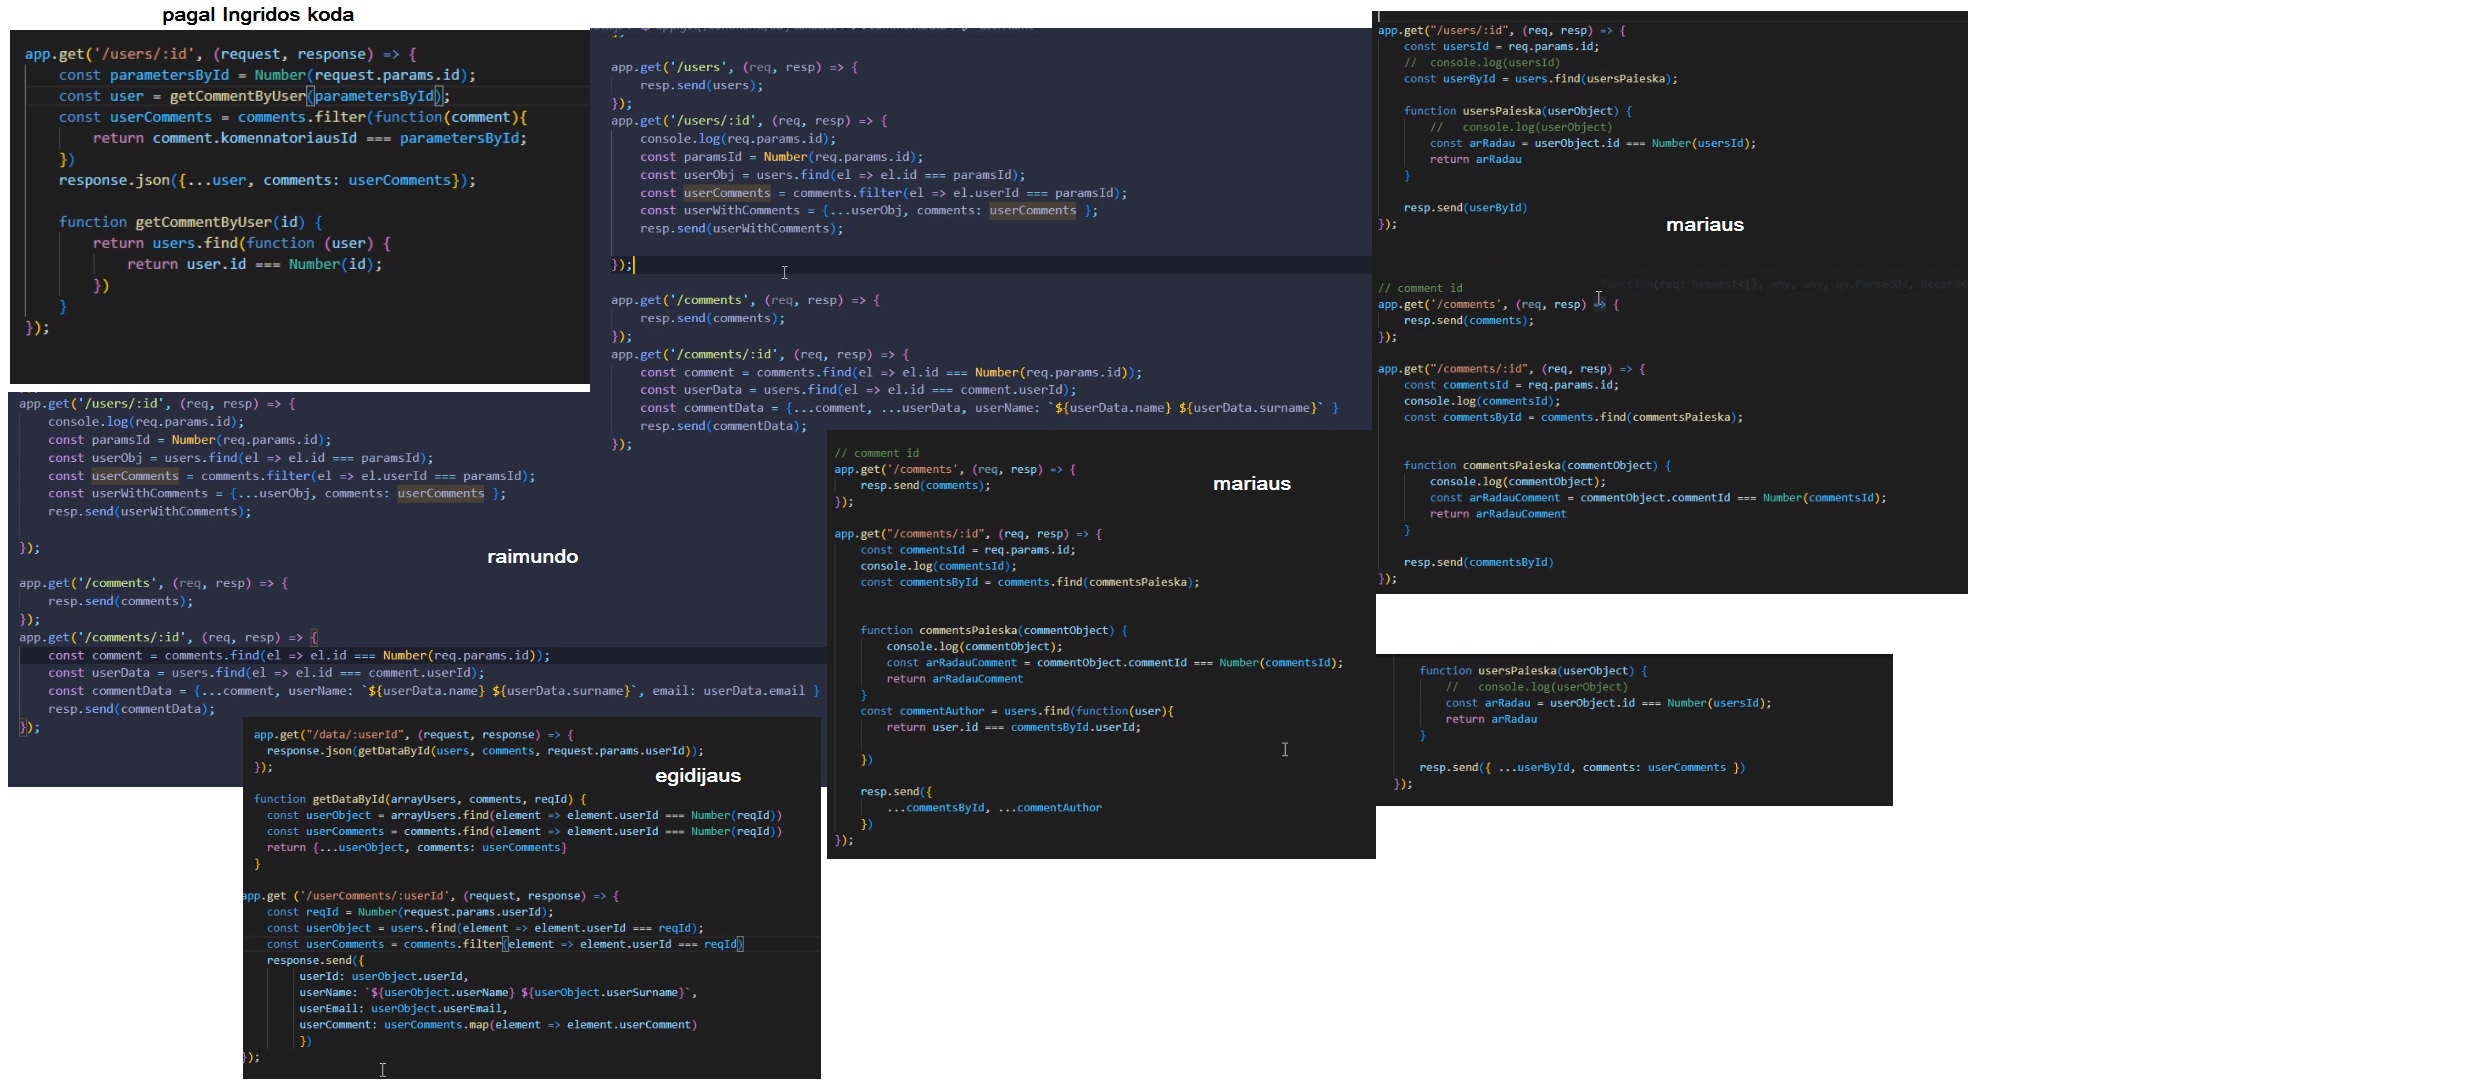 pagal Ingridos koda
app.get('/users/:id', (request, response) => {
const parametersById = Number(request.params.id);
const user = getCommentByUser(parametersById);
const userComments = comments.filter(function(comment){
return comment.komennatoriausId === parametersById;
})
response.json({...user, comments: userComments});
function getCommentByUser(id) {
return users.find(function (user) {
return user.id === Number(id);
})
}
});
app.get('/users', (req, resp) => {
resp.send(users);
});
app.get('/users/:id', (req, resp) => {
console.log(req.params.id);
const paramsId = Number(req.params.id);
const userObj = users.find(el => el.id === paramsId);
const userComments = comments.filter(el => el.userId === paramsId);
const userWithComments = {...userObj, comments: userComments };
resp.send(userWithComments);
});
app.get('/comments', (req, resp) => {
resp.send(comments);
});
app.get('/comments/:id', (req, resp) => {
const comment = comments.find(el => el.id === Number(req.params.id));
const userData = users.find(el => el.id === comment.userId);
const commentData = {...comment, ...userData, userName: `${userData.name} ${userData.surname}` }
resp.send(commentData);
});
app.get("/users/:id", (req, resp) => {
const usersId = req.params.id;
// console.log(usersId)
const userById = users.find(usersPaieska);
function usersPaieska(userObject) {
// console.log(userObject)
const arRadau = userObject.id === Number(usersId);
return arRadau
}
resp.send(userById)
});
mariaus
// comment id
app.get('/comments', (req, resp) => {
resp.send(comments);
});
app.get("/comments/:id", (req, resp) => {
const commentsId = req.params.id;
console.log(commentsId);
const commentsById = comments.find(commentsPaieska);
function commentsPaieska(commentObject) {
console.log(commentObject);
const arRadauComment = commentObject.commentId === Number(commentsId);
return arRadauComment
}
resp.send(commentsById)
});
app.get('/users/:id', (req, resp) => {
console.log(req.params.id);
const paramsId = Number(req.params.id);
const userObj = users.find(el => el.id === paramsId);
const userComments = comments.filter(el => el.userId === paramsId);
const userWithComments = {...userObj, comments: userComments };
resp.send(userWithComments);
});
raimundo
app.get('/comments', (req, resp) => {
resp.send(comments);
});
app.get('/comments/:id', (req, resp) => {
const comment = comments.find(el => el.id === Number(req.params.id));
const userData = users.find(el => el.id === comment.userId);
const commentData = {...comment, userName: `${userData.name} ${userData.surname}`, email: userData.email }
resp.send(commentData);
});
// comment id
app.get('/comments', (req, resp) => {
resp.send(comments);
});
mariaus
app.get("/comments/:id", (req, resp) => {
const commentsId = req.params.id;
console.log(commentsId);
const commentsById = comments.find(commentsPaieska);
function commentsPaieska(commentObject) {
console.log(commentObject);
const arRadauComment = commentObject.commentId === Number(commentsId);
return arRadauComment
}
const commentAuthor = users.find(function(user){
return user.id === commentsById.userId;
})
resp.send({
...commentsById, ...commentAuthor
})
});
function usersPaieska(userObject) {
// console.log(userObject)
const arRadau = userObject.id === Number(usersId);
return arRadau
}
resp.send({ ...userById, comments: userComments })
});
app.get("/data/:userId", (request, response) => {
response.json(getDataById(users, comments, request.params.userId));
});
egidijaus
function getDataById(arrayUsers, comments, reqId) {
const userObject = arrayUsers.find(element => element.userId === Number(reqId))
const userComments = comments.find(element => element.userId === Number(reqId))
return {...userObject, comments: userComments}
}
app.get ('/userComments/:userId', (request, response) => {
const reqId = Number(request.params.userId);
const userObject = users.find(element => element.userId === reqId);
const userComments = comments.filter(element => element.userId === reqId)
response.send({
userId: userObject.userId,
userName: `${userObject.userName} ${userObject.userSurname}`,
userEmail: userObject.userEmail,
userComment: userComments.map(element => element.userComment)
})
});